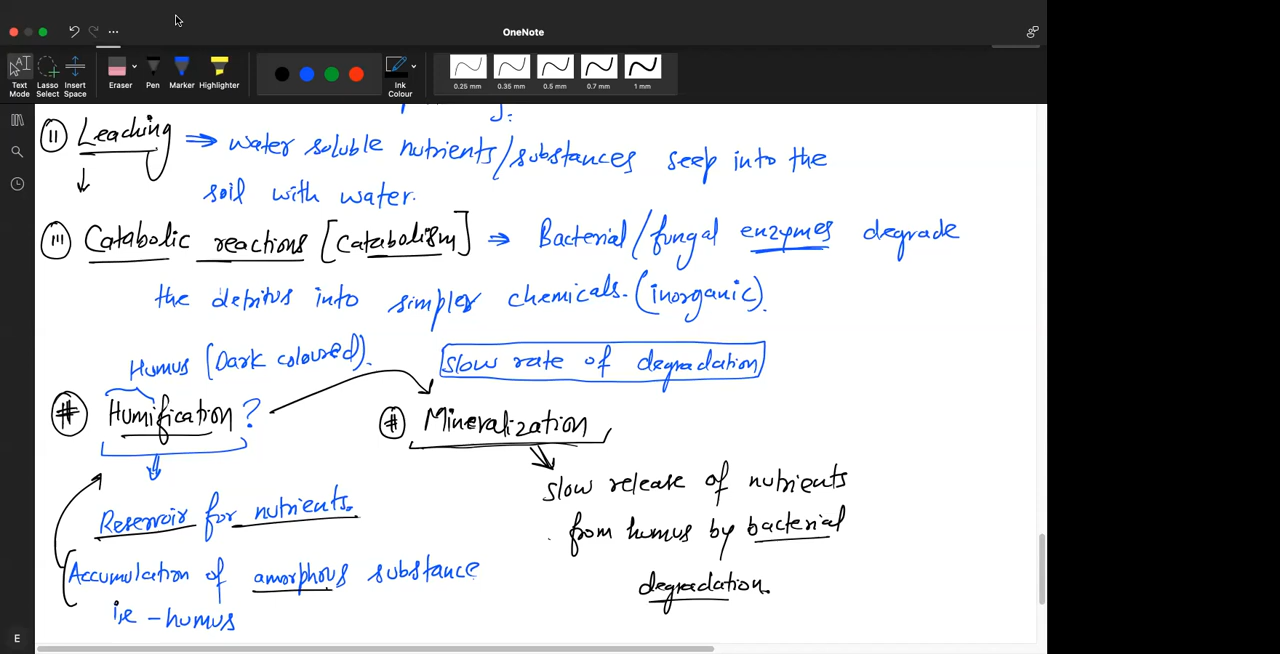 OneNote
Text Mode
Lasso Select
Insert Space
Eraser
Pen
Marker
Highlighter
Ink Colour
0.25 mm
0.35 mm
0.5 mm
0.7 mm
1 mm
(ii) Leaching ⇒ water soluble nutrients/substances seep into the
soil with water.
(iii) Catabolic reactions [Catabolism] ⇒ Bacterial/fungal enzymes degrade
the detritus into simpler chemicals. (inorganic).
Humus (Dark coloured).
Slow rate of degradation
# Humification ?
# Mineralization
Reservoir for nutrients.
Accumulation of amorphous substance
i,e - humus
slow release of nutrients
from humus by bacterial
degradation.
E